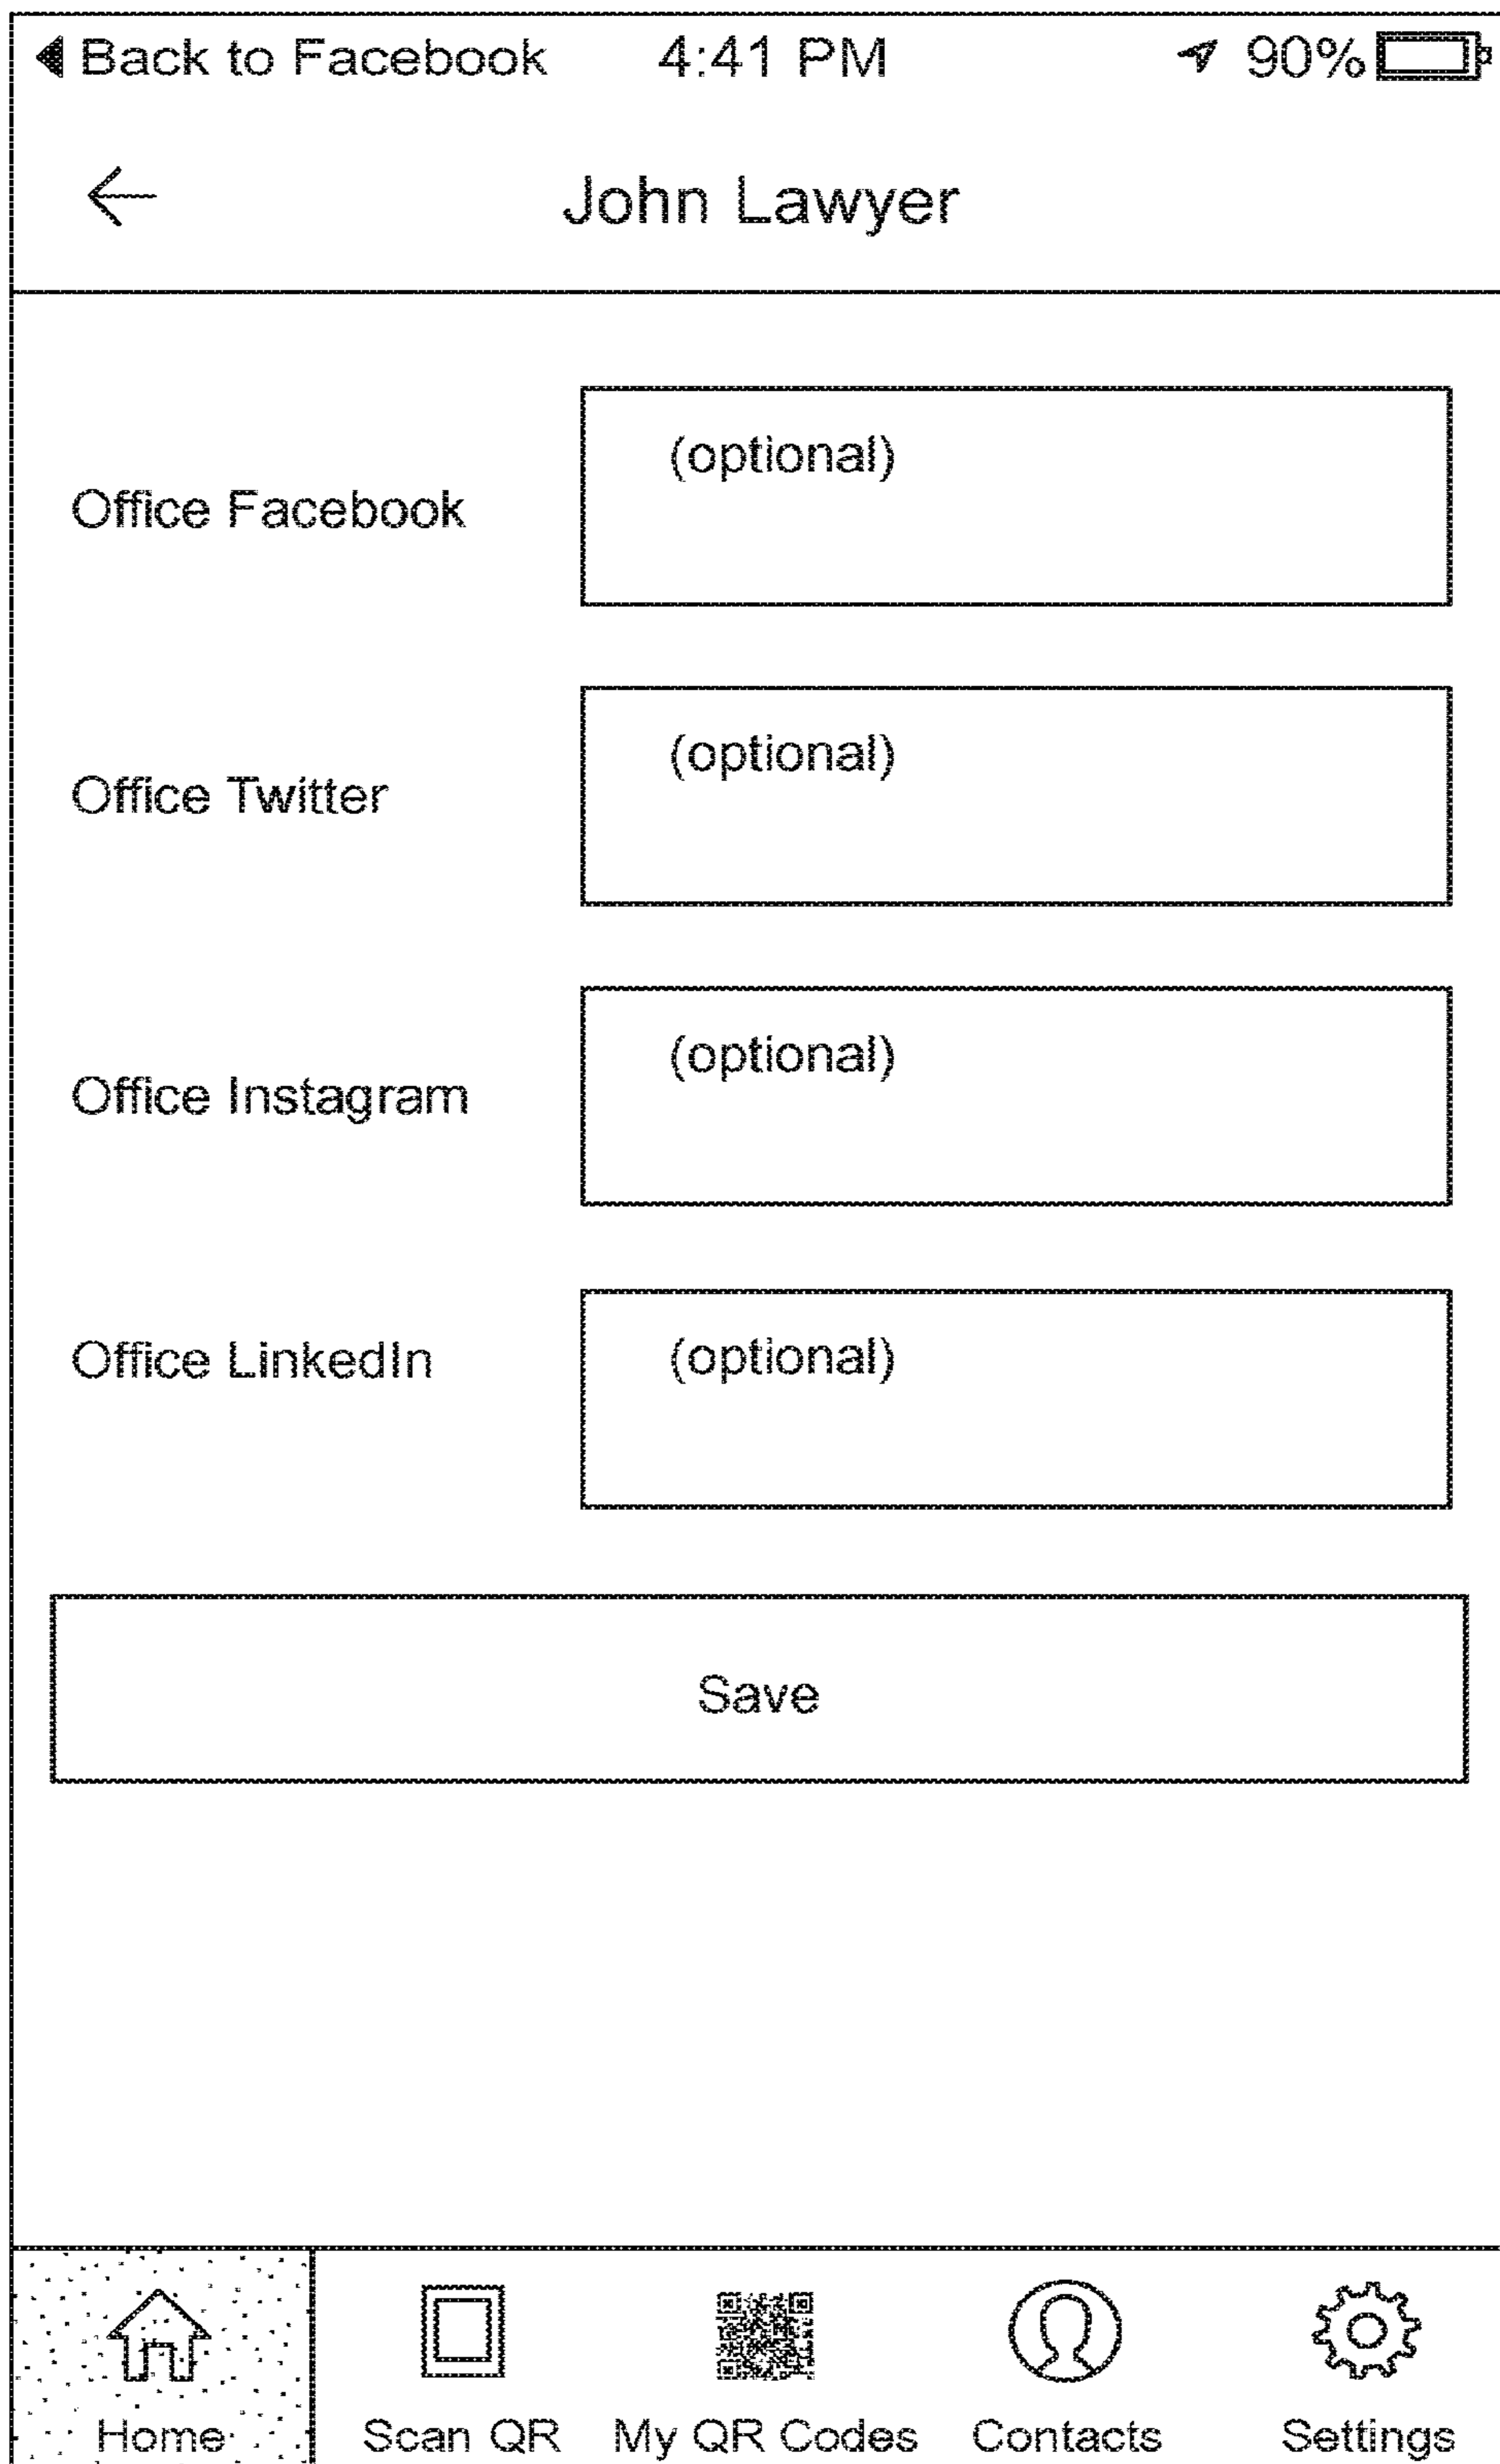 Back to Facebook 4:41 PM 90%
John Lawyer
(optional)
Office Facebook
(optional)
Office Twitter
(optional)
Office Instagram
(optional)
Office LinkedIn
Save
Home Scan QR My QR Codes Contacts Settings